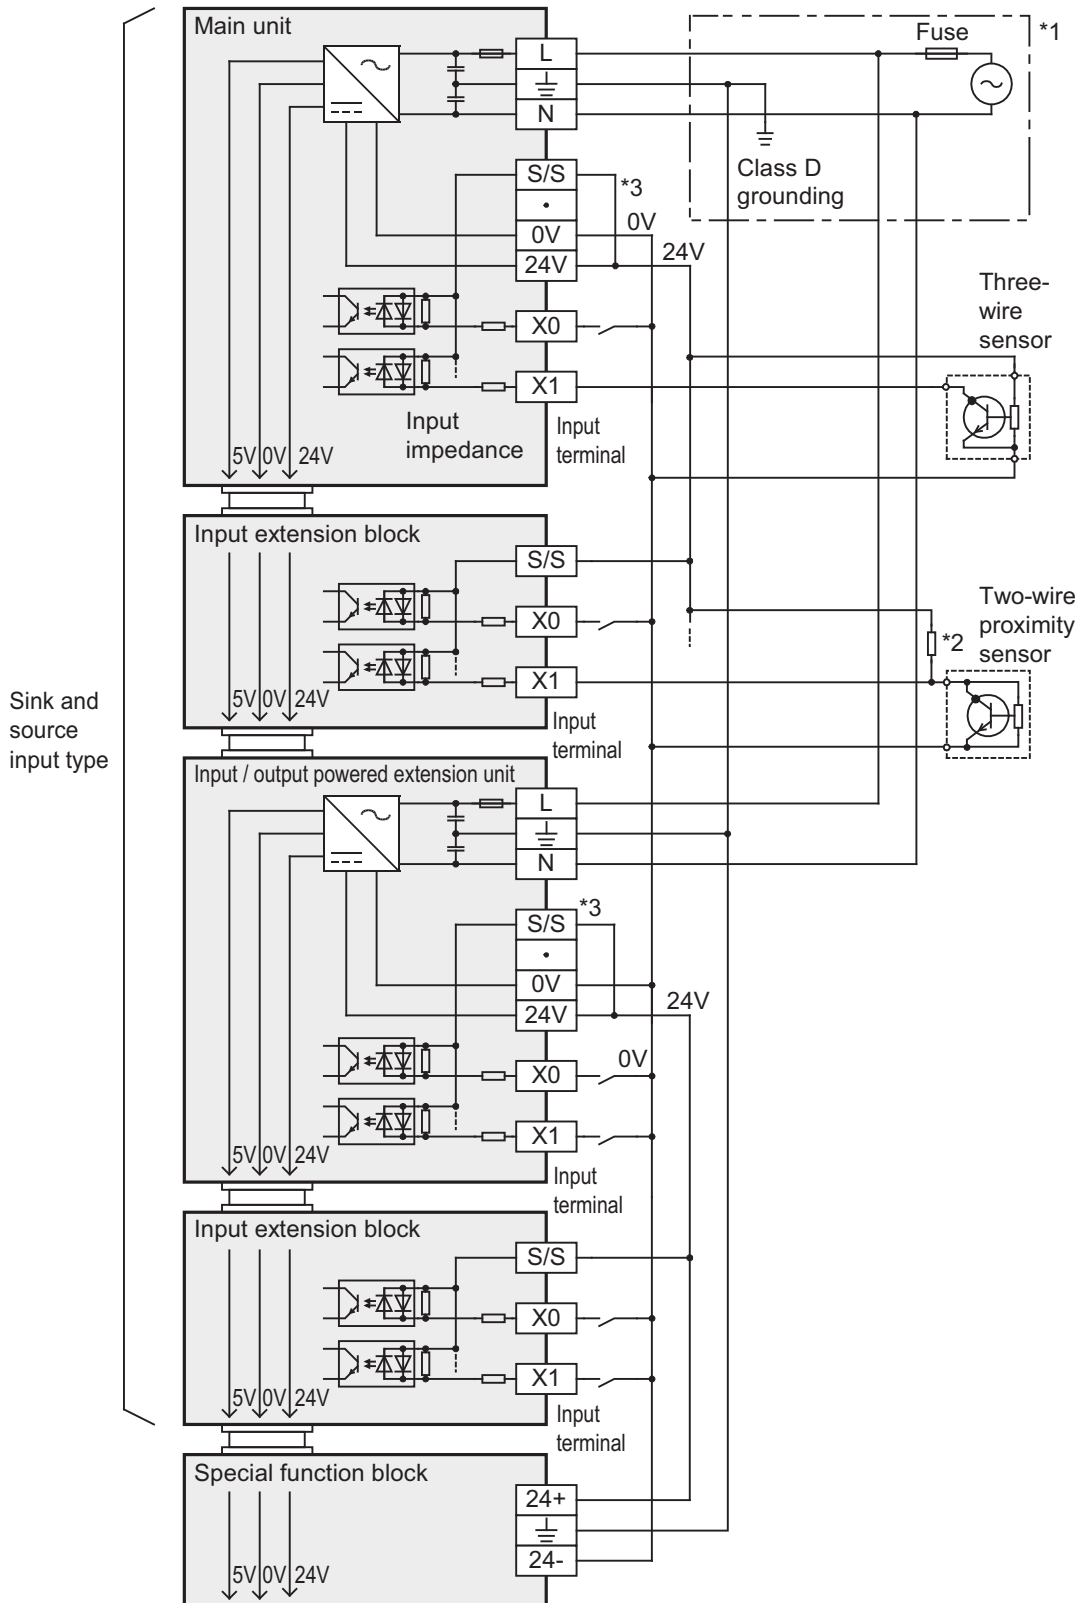 Main unit
Fuse
*1
L
N
Class D
grounding
S/S
*3
0V
0V
24V
24V
Three-
wire
sensor
X0
X1
Input
impedance
Input
terminal
5V 0V 24V
Input extension block
S/S
X0
Two-wire
proximity
sensor
*2
X1
5V 0V 24V
Input
terminal
Sink and
source
input type
Input / output powered extension unit
L
N
*3
S/S
0V
24V
24V
0V
X0
X1
5V 0V 24V
Input
terminal
Input extension block
S/S
X0
X1
5V 0V 24V
Input
terminal
Special function block
24+
24-
5V 0V 24V